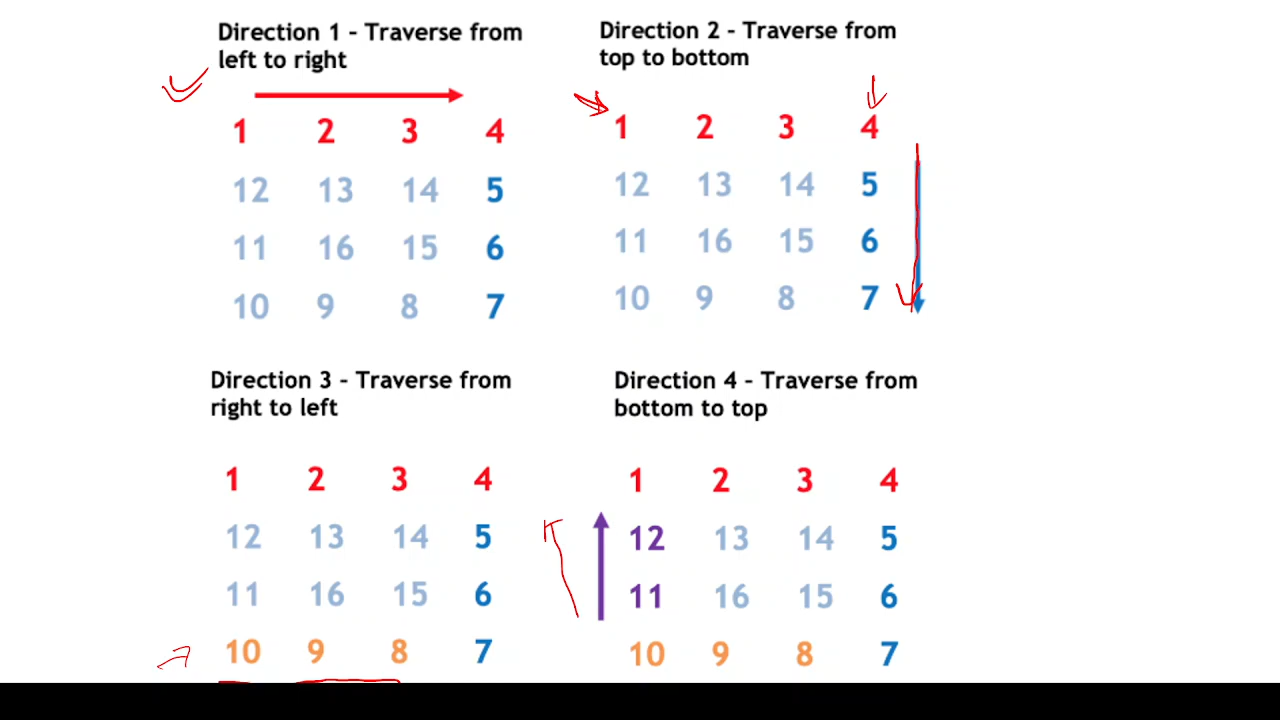 Direction 1 - Traverse from
left to right
1 2 3 4
12 13 14 5
11 16 15 6
10 9 8 7
Direction 2 - Traverse from
top to bottom
1 2 3 4
12 13 14 5
11 16 15 6
10 9 8 7
Direction 3 - Traverse from
right to left
1 2 3 4
12 13 14 5
11 16 15 6
10 9 8 7
Direction 4 - Traverse from
bottom to top
1 2 3 4
12 13 14 5
11 16 15 6
10 9 8 7